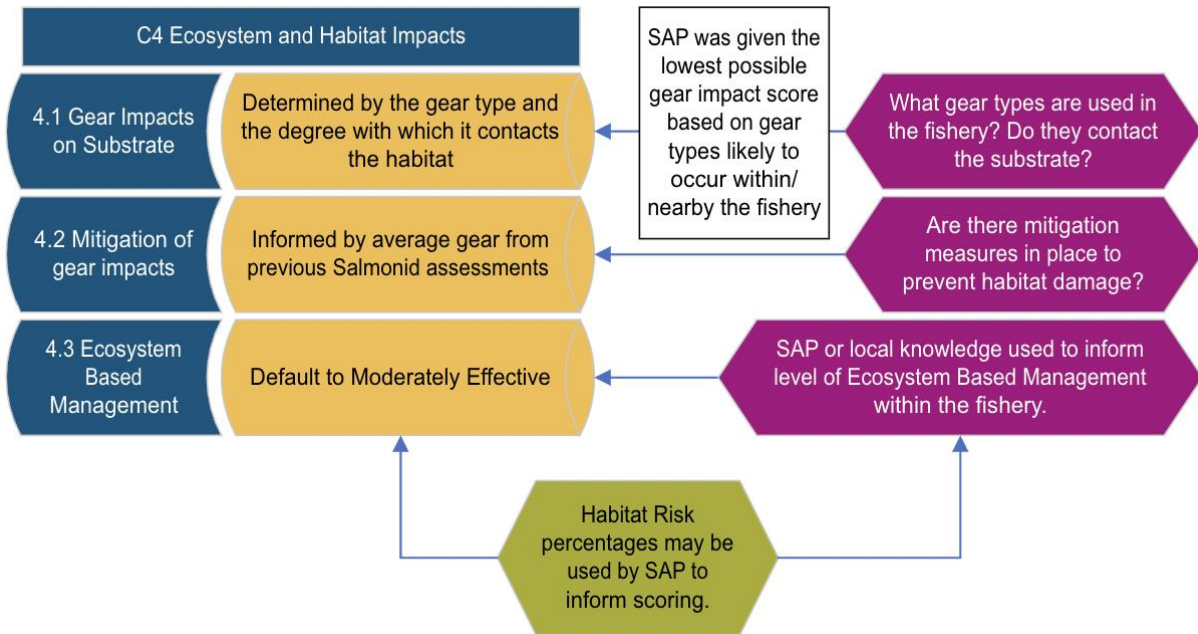 C4 Ecosystem and Habitat Impacts
4.1 Gear Impacts
on Substrate
Determined by the gear type and
the degree with which it contacts
the habitat
SAP was given the
lowest possible
gear impact score
based on gear
types likely to
occur within/
nearby the fishery
What gear types are used in
the fishery? Do they contact
the substrate?
4.2 Mitigation of
gear impacts
Informed by average gear from
previous Salmonid assessments
Are there mitigation
measures in place to
prevent habitat damage?
4.3 Ecosystem
Based
Management
Default to Moderately Effective
SAP or local knowledge used to inform
level of Ecosystem Based Management
within the fishery.
Habitat Risk
percentages may be
used by SAP to
inform scoring.